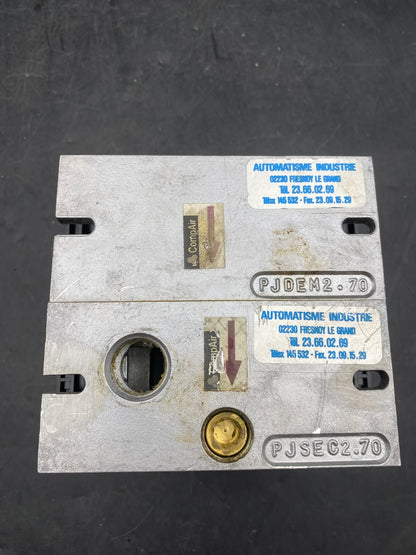 AUTOMATISME INDUSTRIE
02230 FRESNOY LE GRAND
Tél. 23.66.02.69
Télex 145 532 - Fax. 23.09.15.29
CompAir
PJDEM2.70
AUTOMATISME INDUSTRIE
02230 FRESNOY LE GRAND
Tél. 23.66.02.69
Télex 145 532 - Fax. 23.09.15.29
CompAir
PJSEC2.70